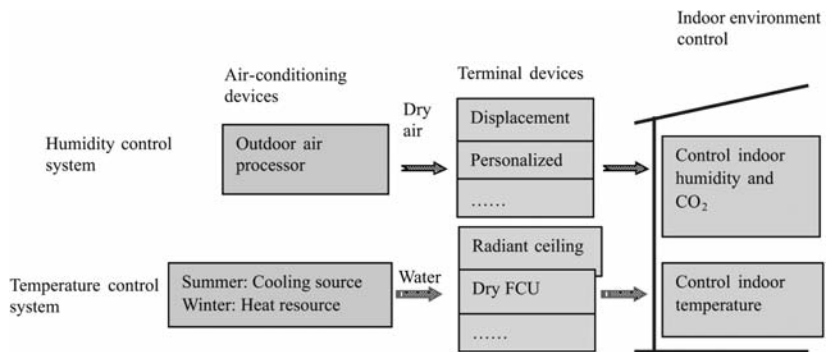 Indoor environment
control
Air-conditioning
devices
Terminal devices
Humidity control
system
Outdoor air
processor
Dry
air
Displacement
Personalized
......
Control indoor
humidity and
CO₂
Temperature control
system
Summer: Cooling source
Winter: Heat resource
Water
Radiant ceiling
Dry FCU
......
Control indoor
temperature